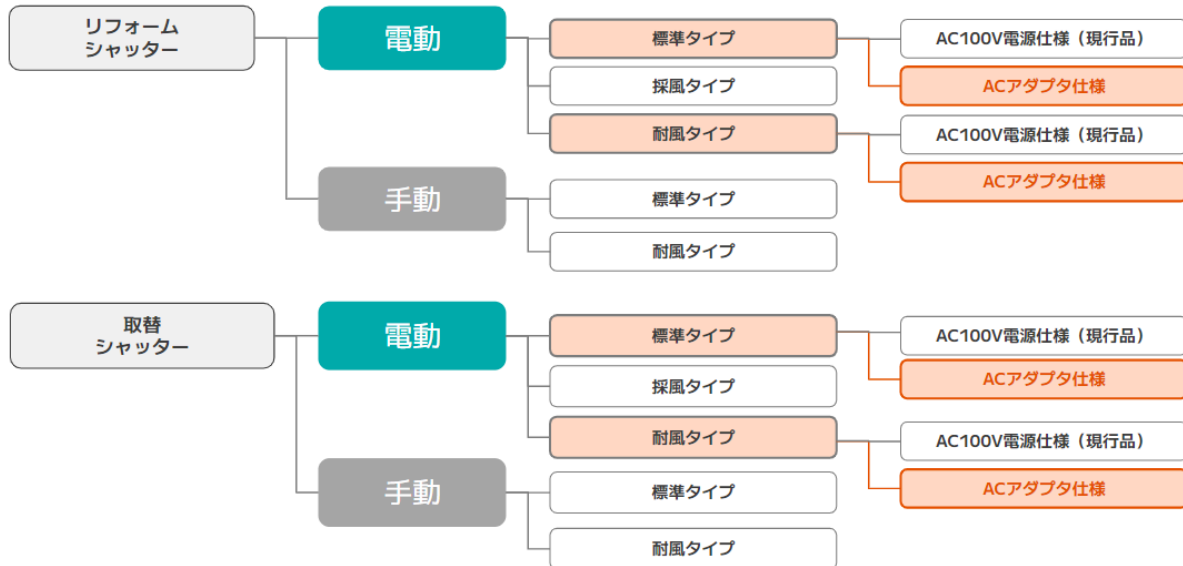 リフォーム
シャッター
電動
標準タイプ
AC100V電源仕様（現行品）
ACアダプタ仕様
採風タイプ
耐風タイプ
AC100V電源仕様（現行品）
ACアダプタ仕様
手動
標準タイプ
耐風タイプ
取替
シャッター
電動
標準タイプ
AC100V電源仕様（現行品）
ACアダプタ仕様
採風タイプ
耐風タイプ
AC100V電源仕様（現行品）
ACアダプタ仕様
手動
標準タイプ
耐風タイプ